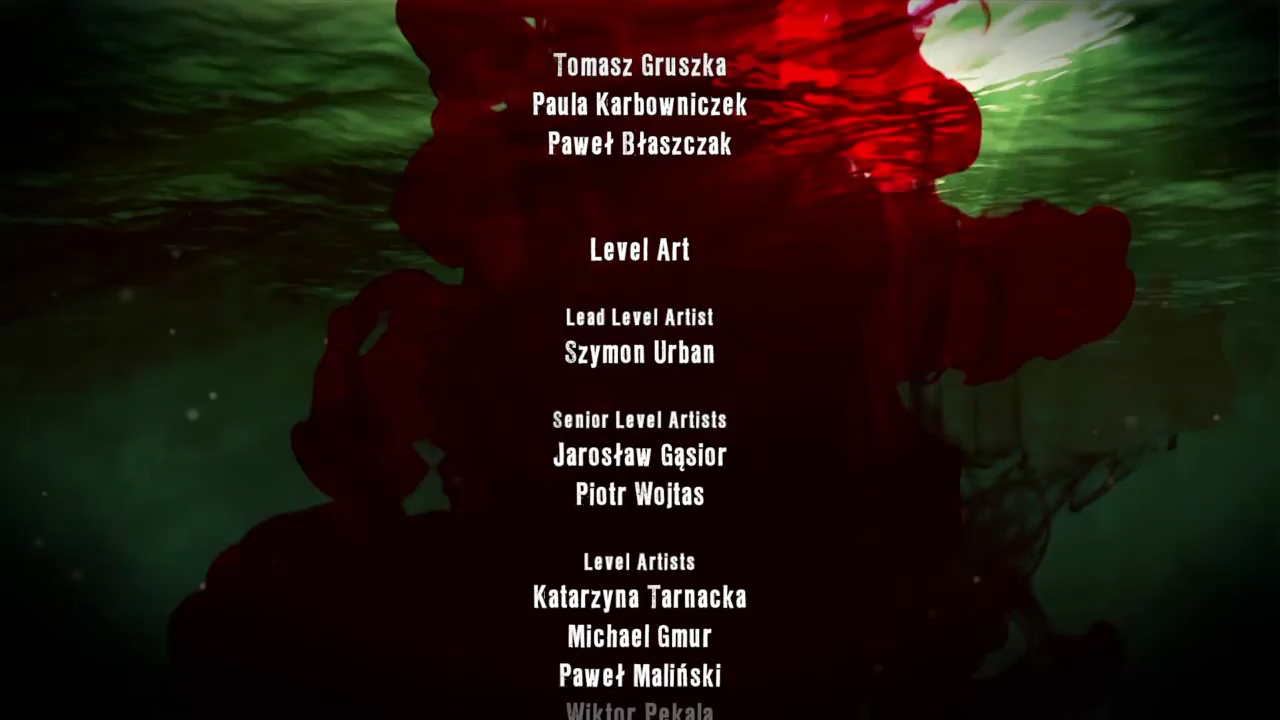 Tomasz Gruszka
Paula Karbowniczek
Paweł Błaszczak
Level Art
Lead Level Artist
Szymon Urban
Senior Level Artists
Jarosław Gąsior
Piotr Wojtas
Level Artists
Katarzyna Tarnacka
Michael Gmur
Paweł Maliński
Wiktor